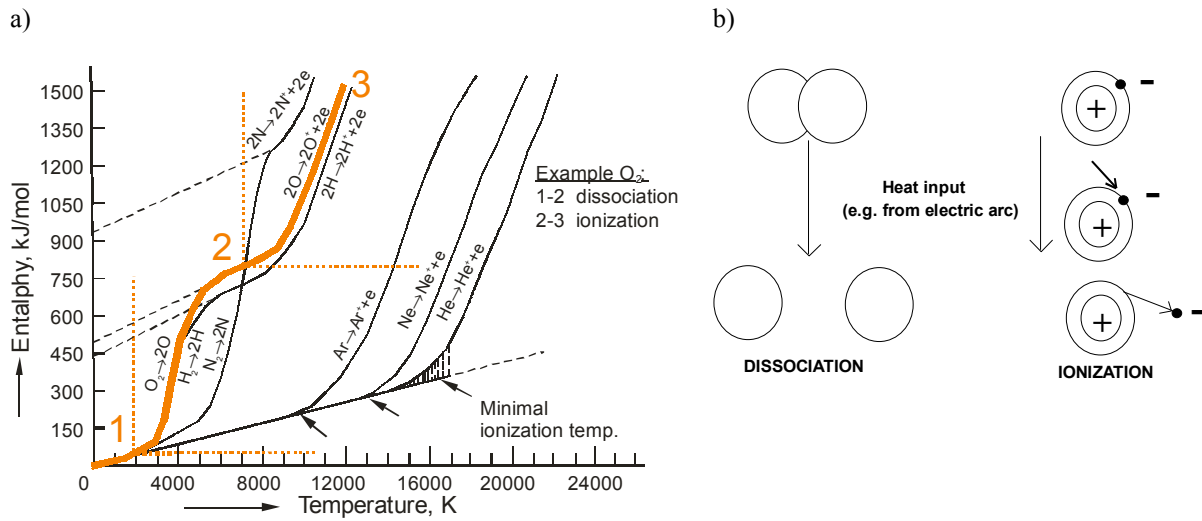 a)
1500
1350
1200
1050
900
750
600
450
300
150
0
4000
8000
12000
16000
20000
24000
Entalphy, kJ/mol
Temperature, K
1
2
3
O₂→2O
H₂→2H
N₂→2N
2N→2N⁺+2e
2O→2O⁺+2e
2H→2H⁺+2e
Ar→Ar⁺+e
Ne→Ne⁺+e
He→He⁺+e
Example O₂:
1-2 dissociation
2-3 ionization
Minimal
ionization temp.
b)
Heat input
(e.g. from electric arc)
+
-
+
-
+
-
DISSOCIATION
IONIZATION